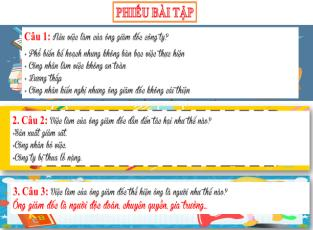 PHIẾU BÀI TẬP
Câu 1: Nêu việc làm của ông giám đốc công ty?
- Phổ biến kế hoạch nhưng không bàn bạc việc thực hiện
- Công nhân làm việc không an toàn
- Lương thấp
- Công nhân kiến nghị nhưng ông giám đốc không cải thiện
2. Câu 2: Việc làm của ông giám đốc dẫn đến tác hại như thế nào?
-Sản xuất giảm sút.
-Công nhân bỏ việc.
-Công ty bị thua lỗ nặng.
3. Câu 3: Việc làm của ông giám đốc thể hiện ông là người như thế nào?
Ông giám đốc là người độc đoán, chuyên quyền, gia trưởng..